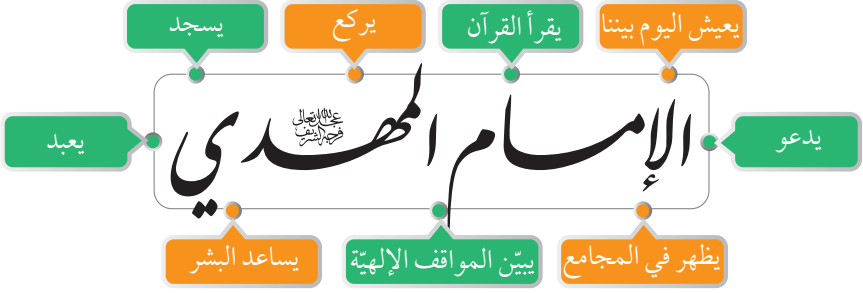 يعيش اليوم بيننا
يقرأ القرآن
يركع
يسجد
يدعو
الإمام المهدي
عجل الله تعالى
فرجه الشريف
يعبد
يظهر في المجامع
يبيّن المواقف الإلهيّة
يساعد البشر